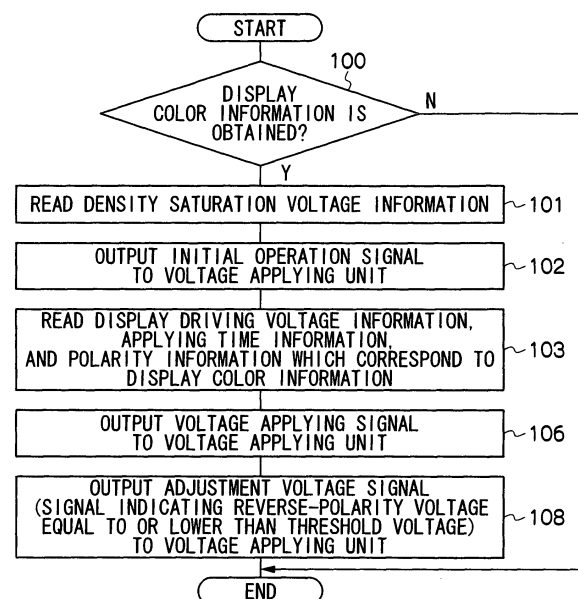 START
100
DISPLAY
COLOR INFORMATION IS
OBTAINED?
N
Y
READ DENSITY SATURATION VOLTAGE INFORMATION
101
OUTPUT INITIAL OPERATION SIGNAL
TO VOLTAGE APPLYING UNIT
102
READ DISPLAY DRIVING VOLTAGE INFORMATION,
APPLYING TIME INFORMATION,
AND POLARITY INFORMATION WHICH CORRESPOND TO
DISPLAY COLOR INFORMATION
103
OUTPUT VOLTAGE APPLYING SIGNAL
TO VOLTAGE APPLYING UNIT
106
OUTPUT ADJUSTMENT VOLTAGE SIGNAL
(SIGNAL INDICATING REVERSE-POLARITY VOLTAGE
EQUAL TO OR LOWER THAN THRESHOLD VOLTAGE)
TO VOLTAGE APPLYING UNIT
108
END